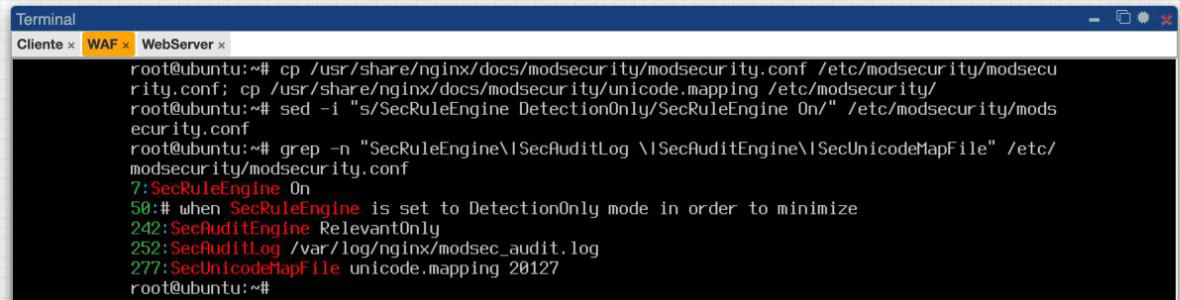 Terminal
Cliente × WAF × WebServer ×
root@ubuntu:~# cp /usr/share/nginx/docs/modsecurity/modsecurity.conf /etc/modsecurity/modsecu
rity.conf; cp /usr/share/nginx/docs/modsecurity/unicode.mapping /etc/modsecurity/
root@ubuntu:~# sed -i "s/SecRuleEngine DetectionOnly/SecRuleEngine On/" /etc/modsecurity/mods
ecurity.conf
root@ubuntu:~# grep -n "SecRuleEngine\|SecAuditLog \|SecAuditEngine\|SecUnicodeMapFile" /etc/
modsecurity/modsecurity.conf
7:SecRuleEngine On
50:# when SecRuleEngine is set to DetectionOnly mode in order to minimize
242:SecAuditEngine RelevantOnly
252:SecAuditLog /var/log/nginx/modsec_audit.log
277:SecUnicodeMapFile unicode.mapping 20127
root@ubuntu:~#